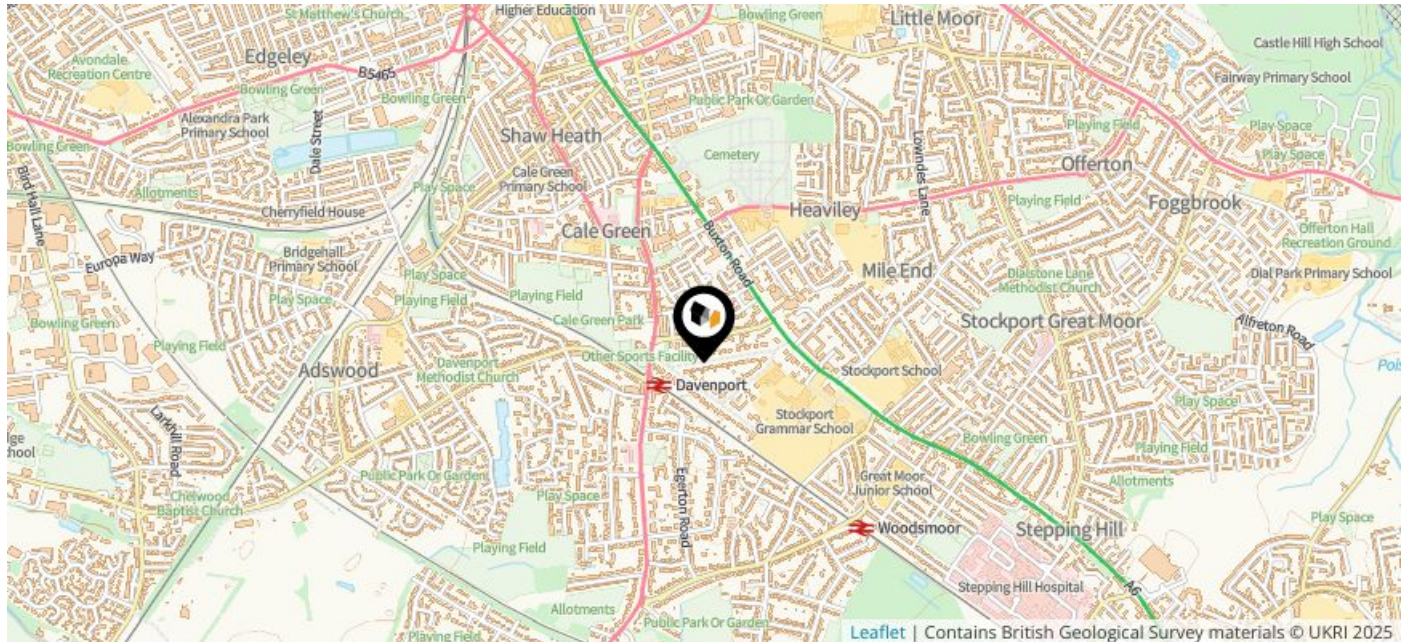 St Matthew's Church
Higher Education
Bowling Green
Little Moor
Edgeley
Castle Hill High School
Avondale
Recreation Centre
B5465
Fairway Primary School
Bowling Green
Bowling Green
Public Park Or Garden
Alexandra Park
Primary School
Dale Street
Shaw Heath
Playing Field
Play Space
Bowling Green
Cemetery
Lowndes Lane
Offerton
Play Space
Bird Hall Lane
Allotments
Play Space
Cale Green
Primary School
Playing Field
Foggbrook
Cherryfield House
Heaviley
Cale Green
Buxton Road
Offerton Hall
Recreation Ground
Europa Way
Bridgehall
Primary School
Play Space
Mile End
Dialstone Lane
Methodist Church
Dial Park Primary School
Play Space
Playing Field
Playing Field
Bowling Green
Cale Green Park
Stockport Great Moor
Alfreton Road
Playing Field
Other Sports Facility
Adswood
Davenport
Methodist Church
Stockport School
Pois
Davenport
Play Space
Larkhill Road
Stockport
Grammar School
dge
chool
Bowling Green
Playing Field
Public Park Or Garden
Egerton Road
Great Moor
Junior School
Allotments
Chelwood
Baptist Church
Play Space
Woodsmoor
Stepping Hill
Play Space
Playing Field
Stepping Hill Hospital
A6
Allotments
Public Park Or Garden
Playing Field
Leaflet | Contains British Geological Survey materials © UKRI 2025